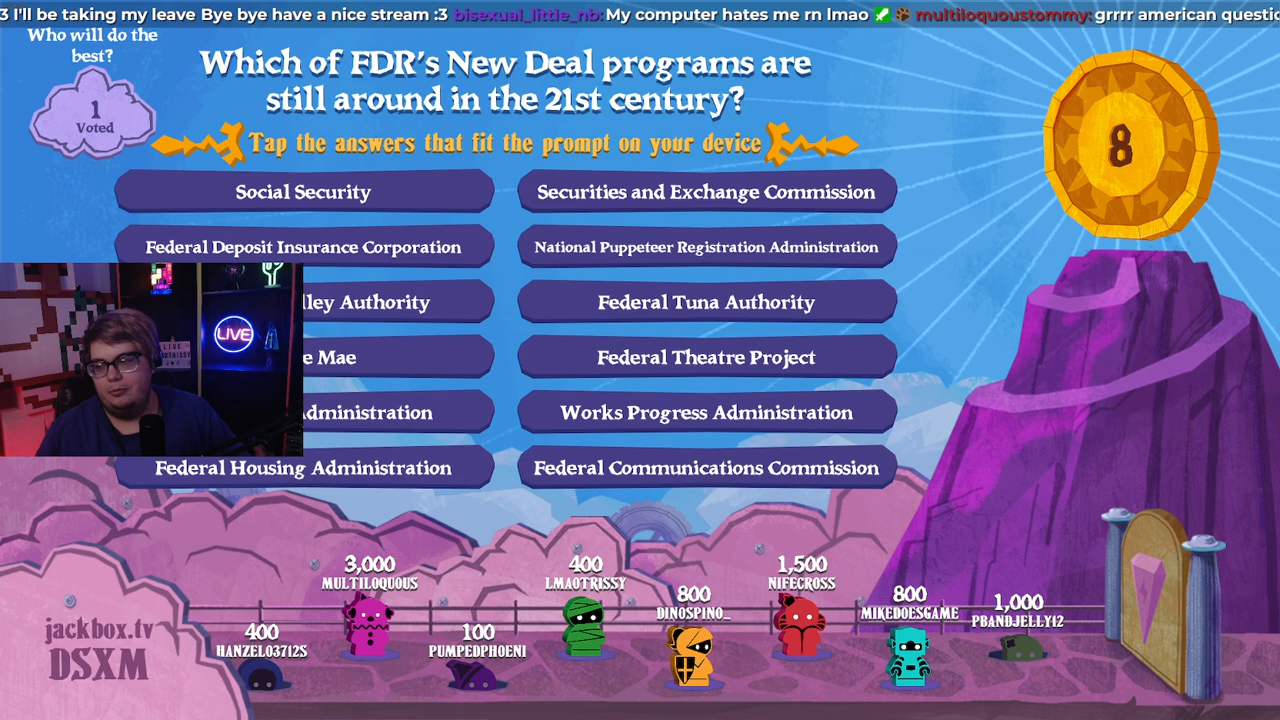 3 I'll be taking my leave Bye bye have a nice stream :3 bisexual_little_nb: My computer hates me rn lmao multiloquoustommy: grrrr american questio
Who will do the
best?
1
Voted
Which of FDR's New Deal programs are
still around in the 21st century?
Tap the answers that fit the prompt on your device
8
Social Security
Securities and Exchange Commission
Federal Deposit Insurance Corporation
National Puppeteer Registration Administration
lley Authority
Federal Tuna Authority
e Mae
Federal Theatre Project
Administration
Works Progress Administration
Federal Housing Administration
Federal Communications Commission
LIVE
LIVE
3,000
MULTILOQUOUS
400
LMAOTRISSY
1,500
NIFECROSS
800
DINOSPINO_
800
MIKEDOESGAME
1,000
PBANDJELLY12
400
HANZELO3712S
100
PUMPEDPHOENI
jackbox.tv
DSXM